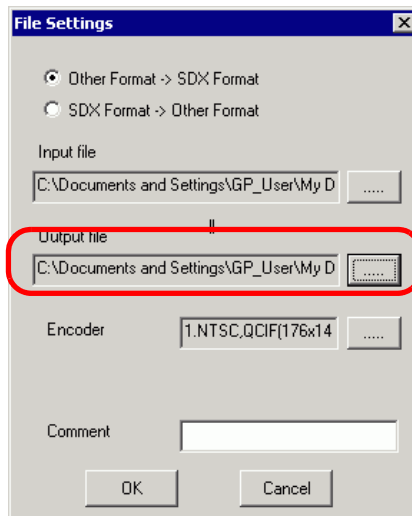 File Settings
Other Format -> SDX Format
SDX Format -> Other Format
Input file
C:\Documents and Settings\GP_User\My D
.....
Output file
C:\Documents and Settings\GP_User\My D
.....
Encoder
1.NTSC,QCIF(176x14
.....
Comment
OK
Cancel